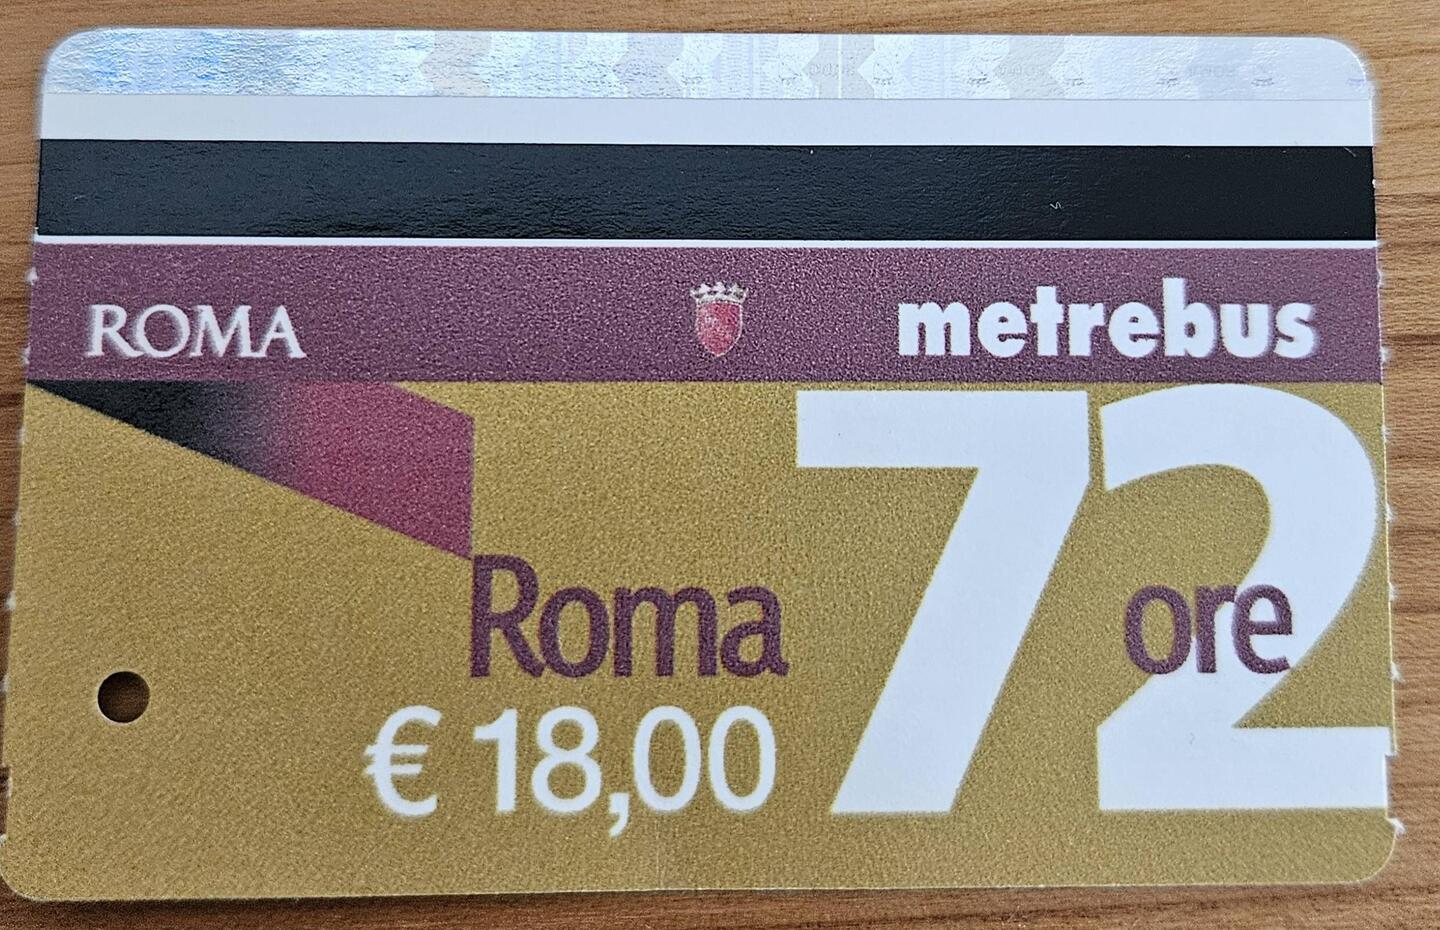 ROMA metrebus
Roma 72 ore
€ 18,00